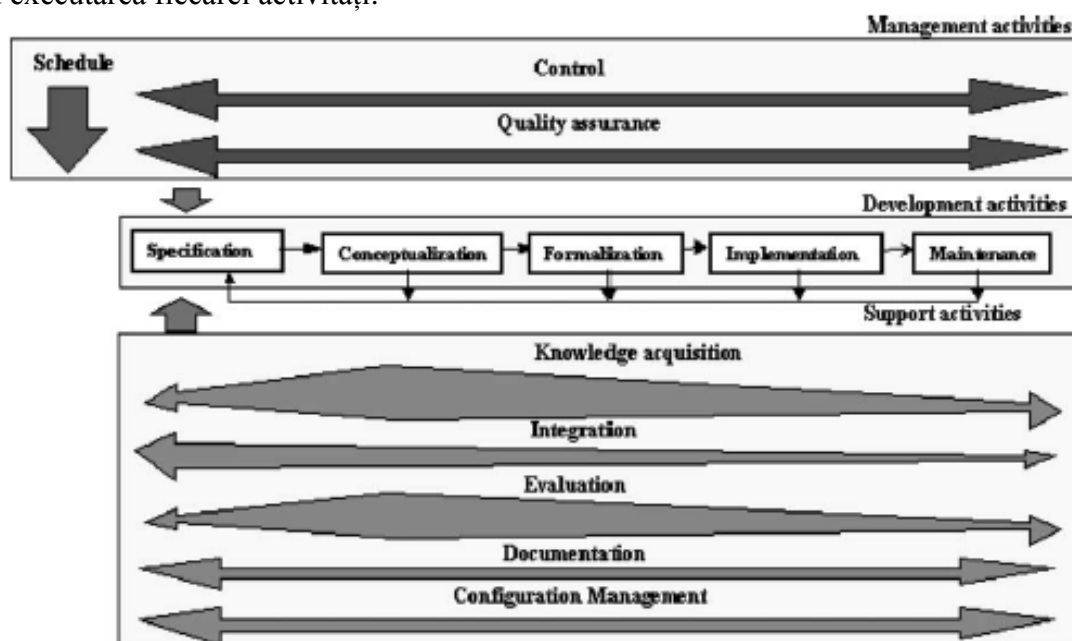 executarea fiecărei activități.
Management activities
Schedule
Control
Quality assurance
Development activities
Specification
Conceptualization
Formalization
Implementation
Maintenance
Support activities
Knowledge acquisition
Integration
Evaluation
Documentation
Configuration Management